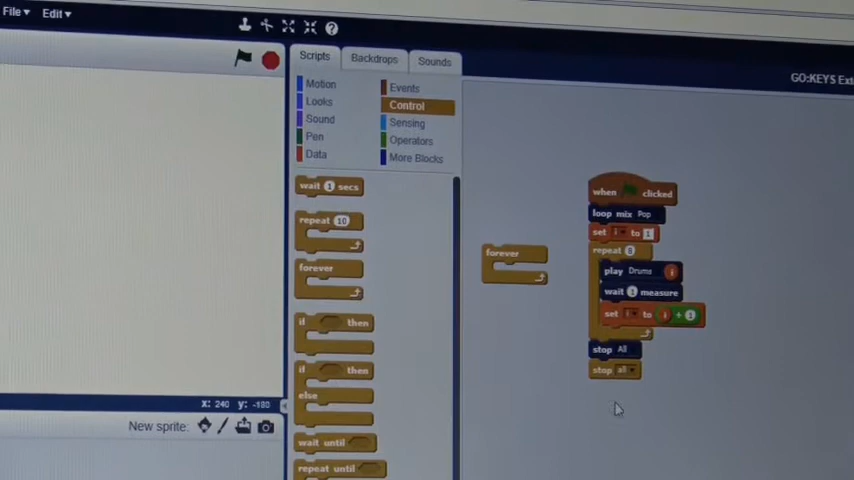 File▾ Edit▾
?
Scripts Backdrops Sounds
GO:KEYS Ext
Motion Events
Looks Control
Sound Sensing
Pen Operators
Data More Blocks
wait 1 secs
repeat 10
forever
if then
if then
else
wait until
repeat until
forever
when clicked
loop mix Pop
set i to 1
repeat 8
play Drums i
wait 1 measure
set i to i + 1
stop All
stop all
x: 240 y: -180
New sprite: